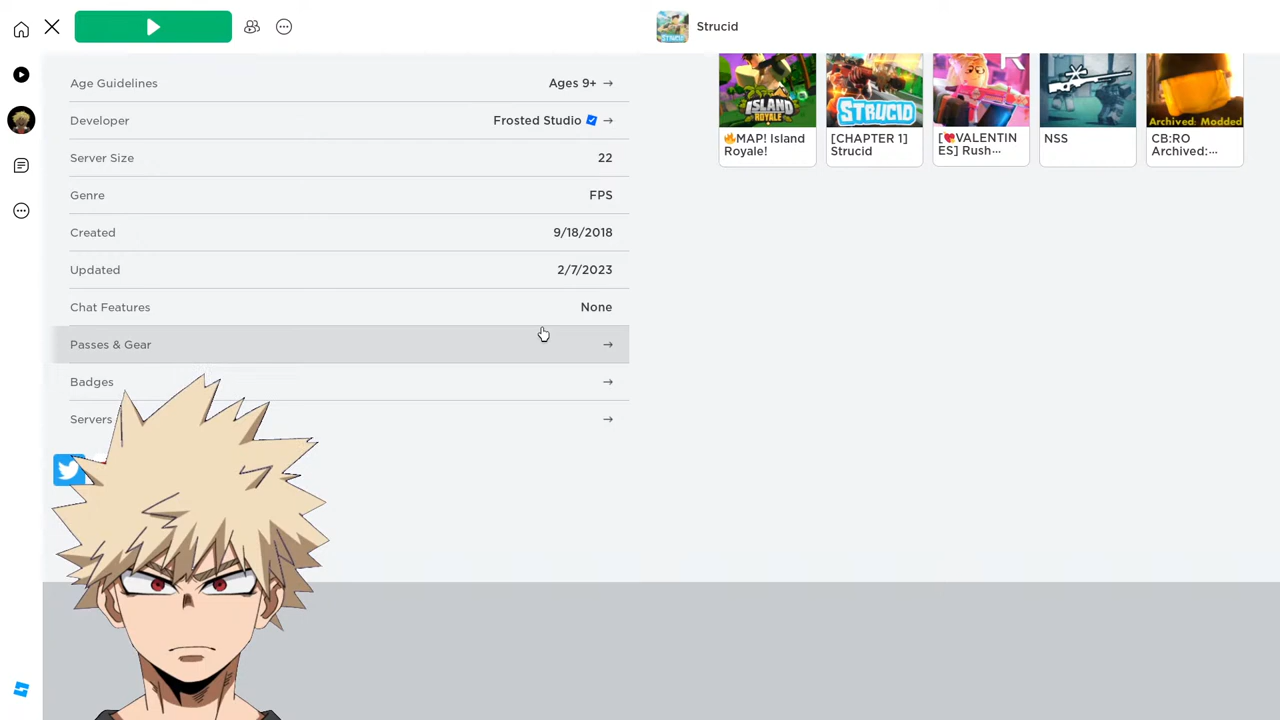 Strucid
Age Guidelines
Ages 9+ →
Developer
Frosted Studio →
Server Size
22
Genre
FPS
Created
9/18/2018
Updated
2/7/2023
Chat Features
None
Passes & Gear
→
Badges
→
Servers
→
ISLAND
ROYALE
🔥MAP! Island
Royale!
STRUCID
[CHAPTER 1]
Strucid
[💘VALENTIN
ES] Rush...
NSS
Archived: Modded
CB:RO
Archived:...